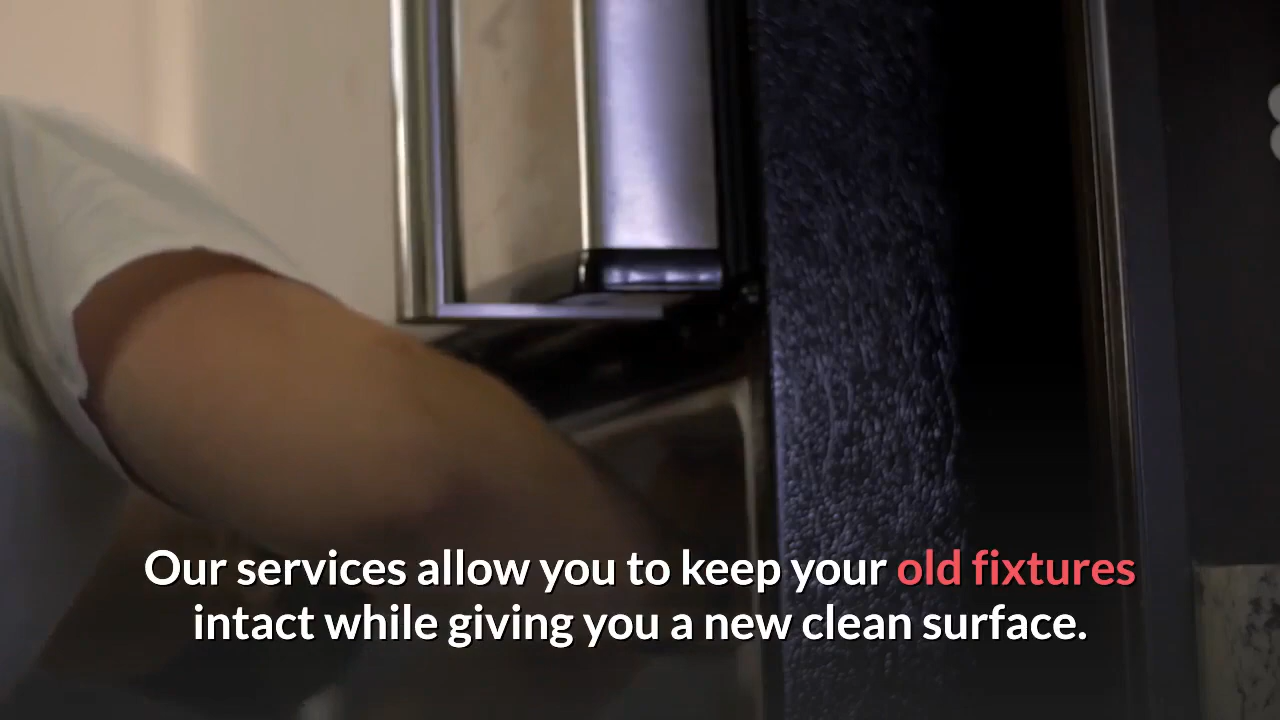 Our services allow you to keep your old fixtures
intact while giving you a new clean surface.